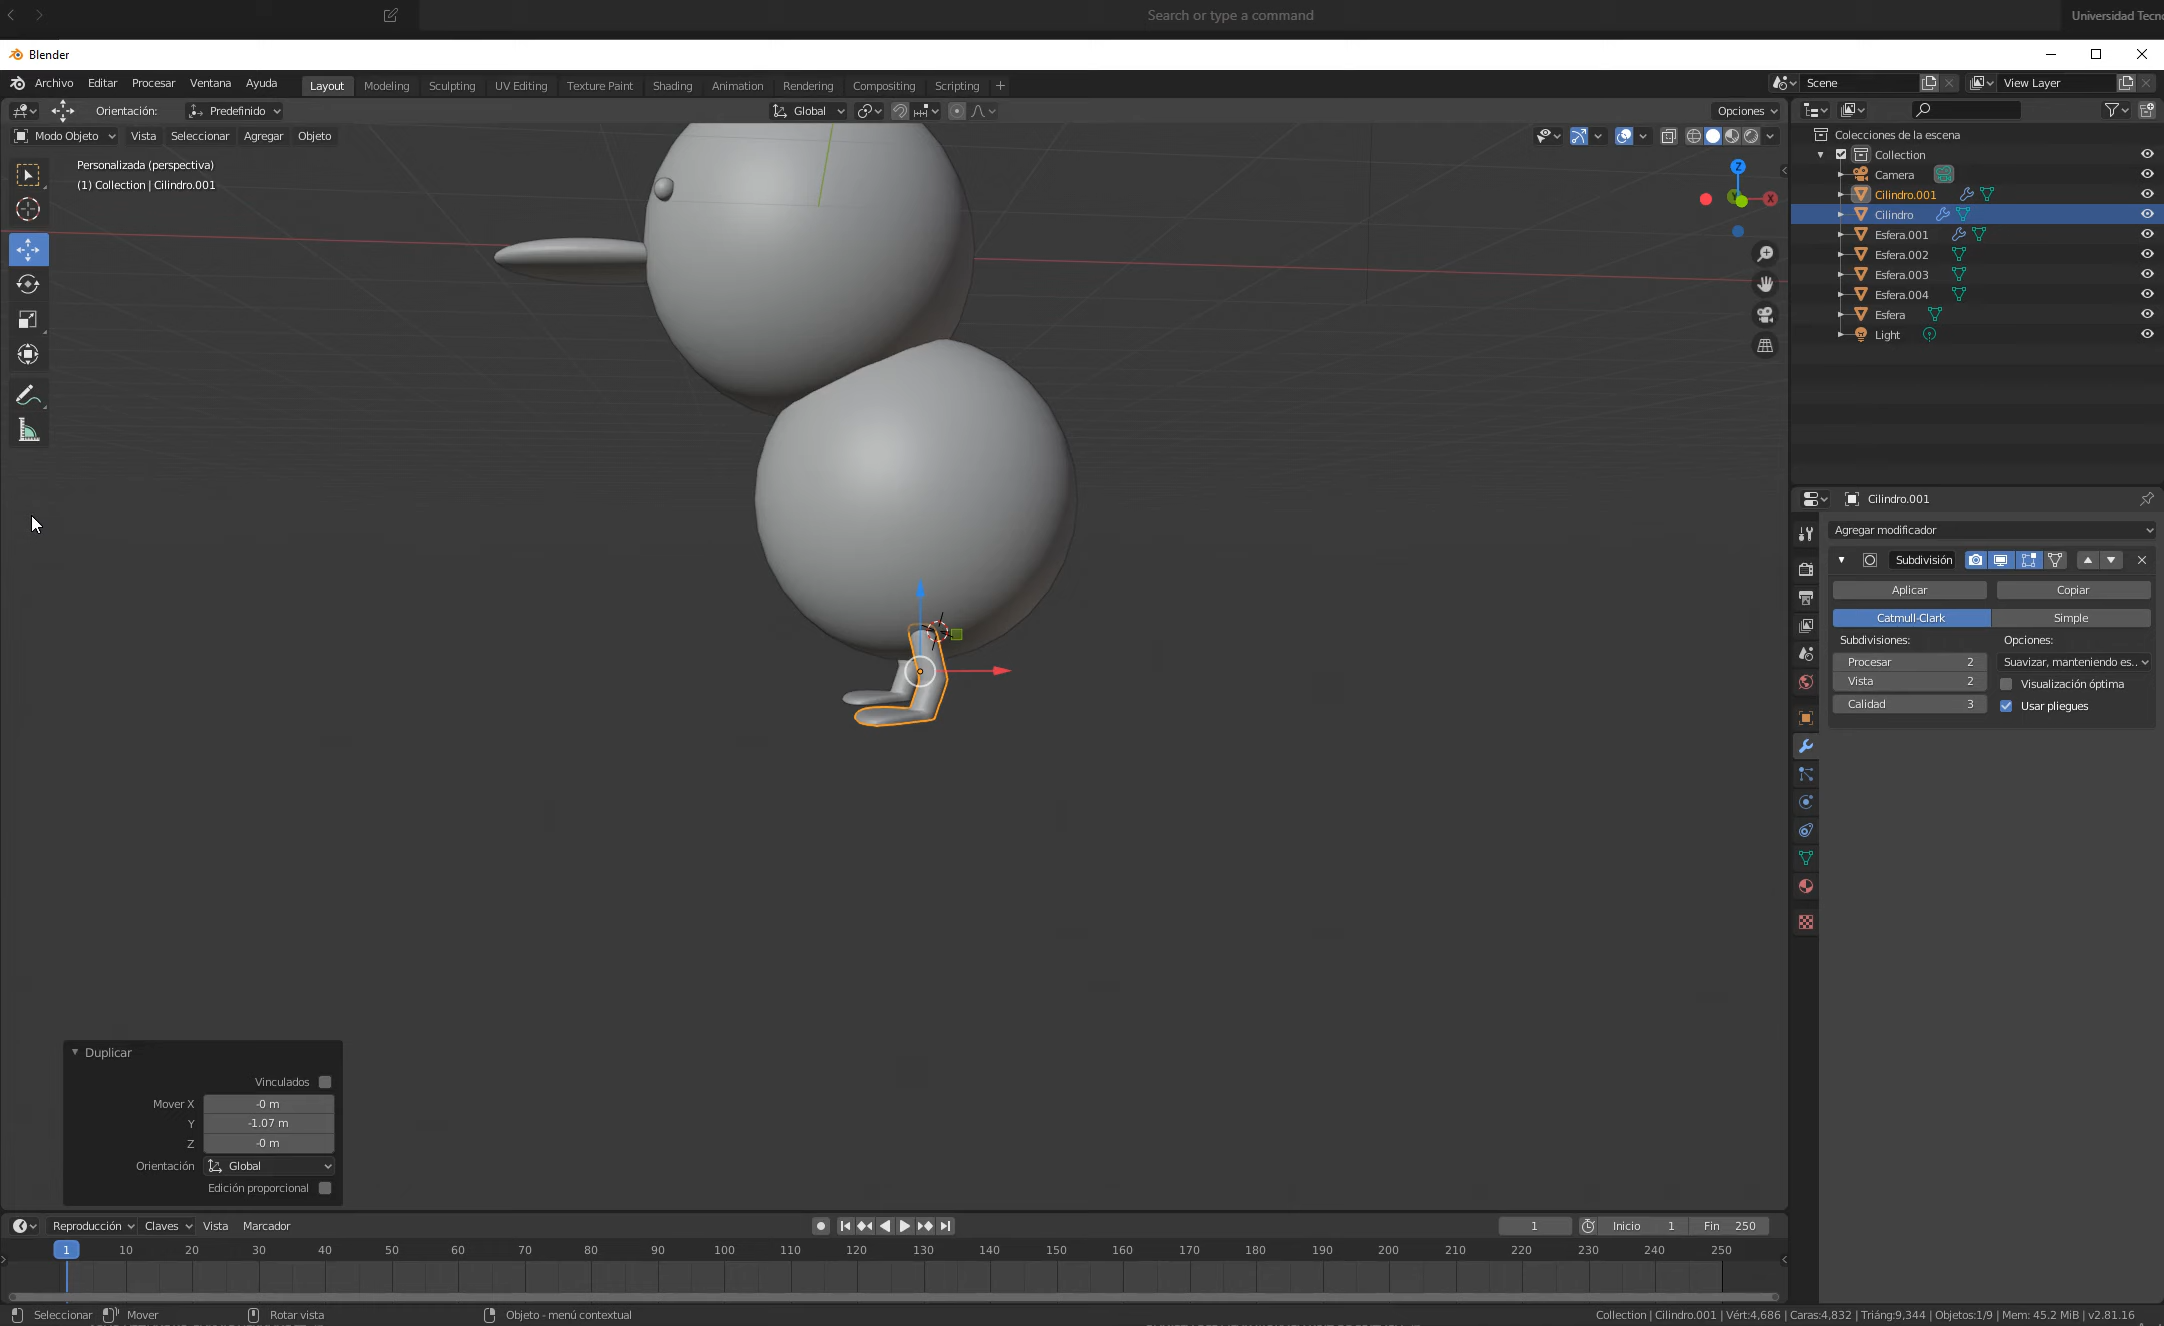 Search or type a command
Universidad Tecno
Blender
Archivo Editar Procesar Ventana Ayuda Layout Modeling Sculpting UV Editing Texture Paint Shading Animation Rendering Compositing Scripting + Scene View Layer
Orientación: Predefinido Global Opciones
Modo Objeto Vista Seleccionar Agregar Objeto
Personalizada (perspectiva)
(1) Collection | Cilindro.001
Z
Y
X
Colecciones de la escena
Collection
Camera
Cilindro.001
Cilindro
Esfera.001
Esfera.002
Esfera.003
Esfera.004
Esfera
Light
Cilindro.001
Agregar modificador
Subdivisión
Aplicar Copiar
Catmull-Clark Simple
Subdivisiones: Opciones:
Procesar 2 Suavizar, manteniendo es..
Vista 2 Visualización óptima
Calidad 3 Usar pliegues
Duplicar
Vinculados
Mover X -0 m
Y -1.07 m
Z -0 m
Orientación Global
Edición proporcional
Reproducción Claves Vista Marcador 1 Inicio 1 Fin 250
1 10 20 30 40 50 60 70 80 90 100 110 120 130 140 150 160 170 180 190 200 210 220 230 240 250
Seleccionar Mover Rotar vista Objeto - menú contextual Collection | Cilindro.001 | Vért:4,686 | Caras:4,832 | Triáng:9,344 | Objetos:1/9 | Mem: 45.2 MiB | v2.81.16